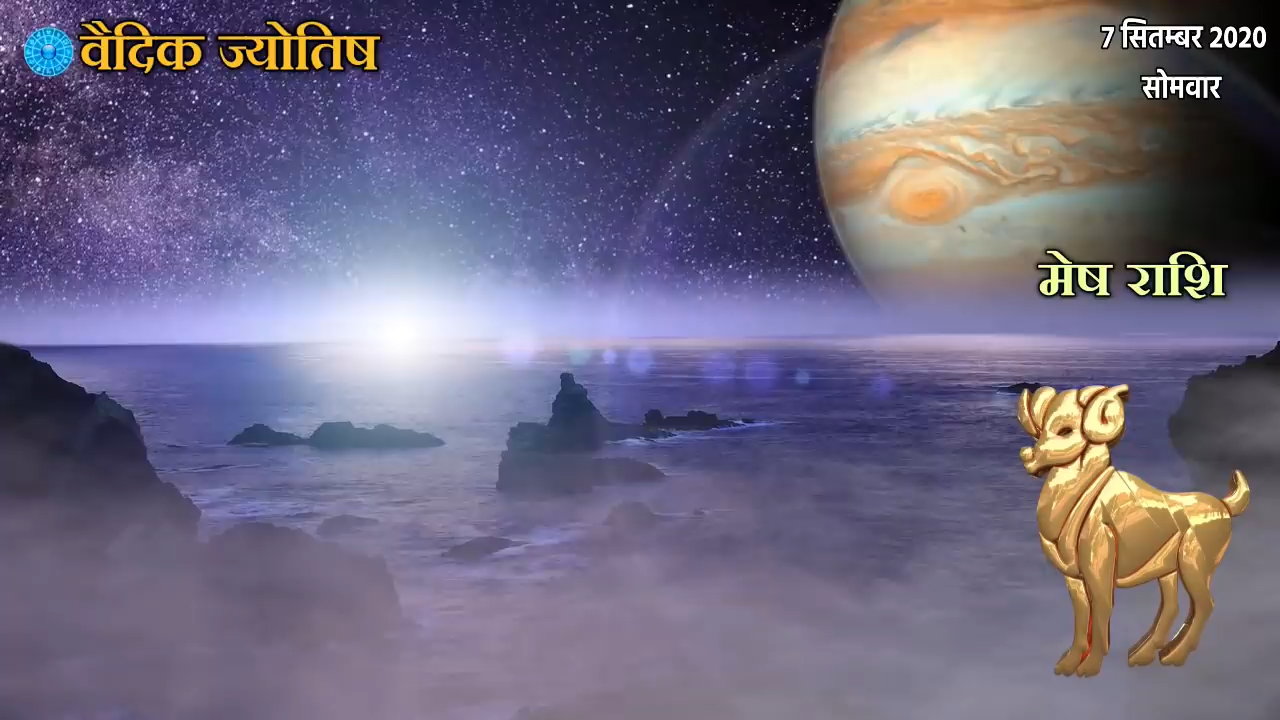 वैदिक ज्योतिष
7 सितम्बर 2020
सोमवार
मेष राशि